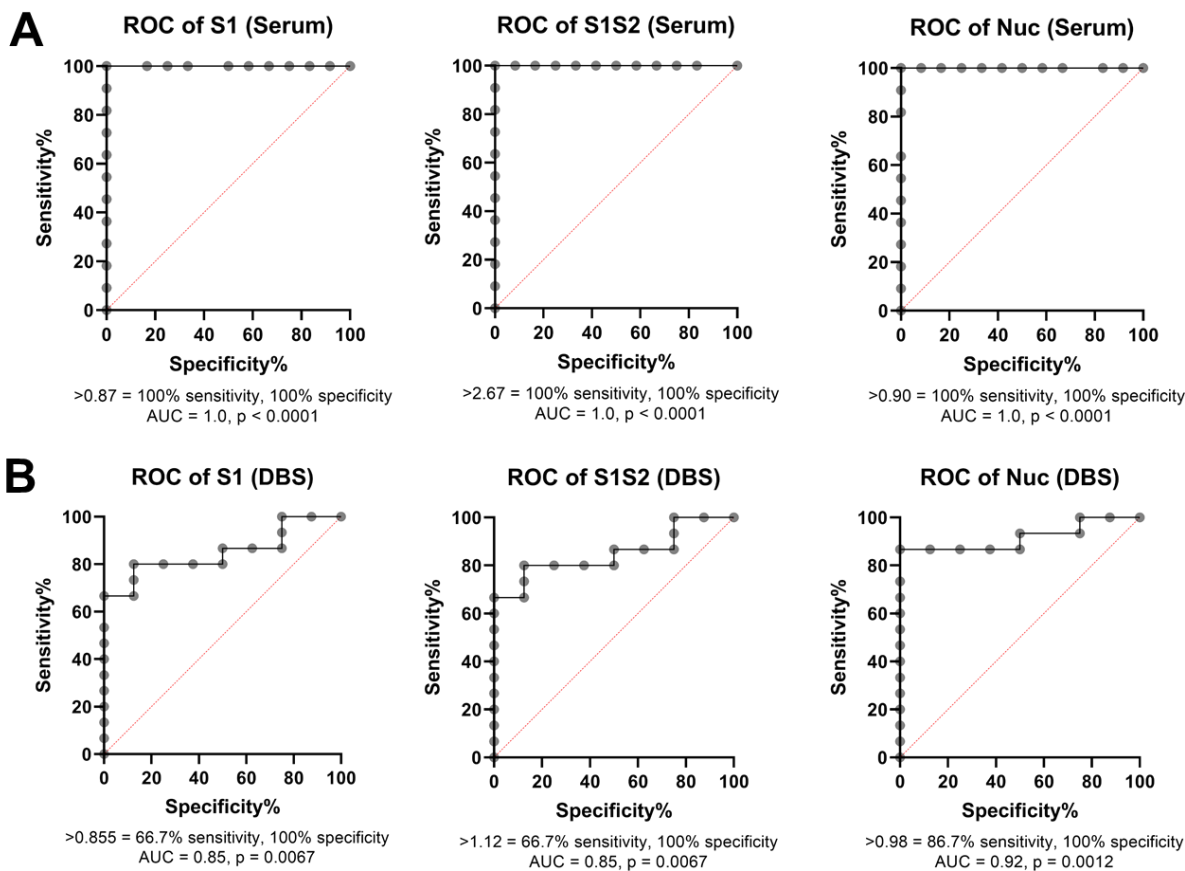 A
ROC of S1 (Serum)
100
80
60
40
20
0
Sensitivity%
0 20 40 60 80 100
Specificity%
>0.87 = 100% sensitivity, 100% specificity
AUC = 1.0, p < 0.0001
ROC of S1S2 (Serum)
100
80
60
40
20
0
Sensitivity%
0 20 40 60 80 100
Specificity%
>2.67 = 100% sensitivity, 100% specificity
AUC = 1.0, p < 0.0001
ROC of Nuc (Serum)
100
80
60
40
20
0
Sensitivity%
0 20 40 60 80 100
Specificity%
>0.90 = 100% sensitivity, 100% specificity
AUC = 1.0, p < 0.0001
B
ROC of S1 (DBS)
100
80
60
40
20
0
Sensitivity%
0 20 40 60 80 100
Specificity%
>0.855 = 66.7% sensitivity, 100% specificity
AUC = 0.85, p = 0.0067
ROC of S1S2 (DBS)
100
80
60
40
20
0
Sensitivity%
0 20 40 60 80 100
Specificity%
>1.12 = 66.7% sensitivity, 100% specificity
AUC = 0.85, p = 0.0067
ROC of Nuc (DBS)
100
80
60
40
20
0
Sensitivity%
0 20 40 60 80 100
Specificity%
>0.98 = 86.7% sensitivity, 100% specificity
AUC = 0.92, p = 0.0012